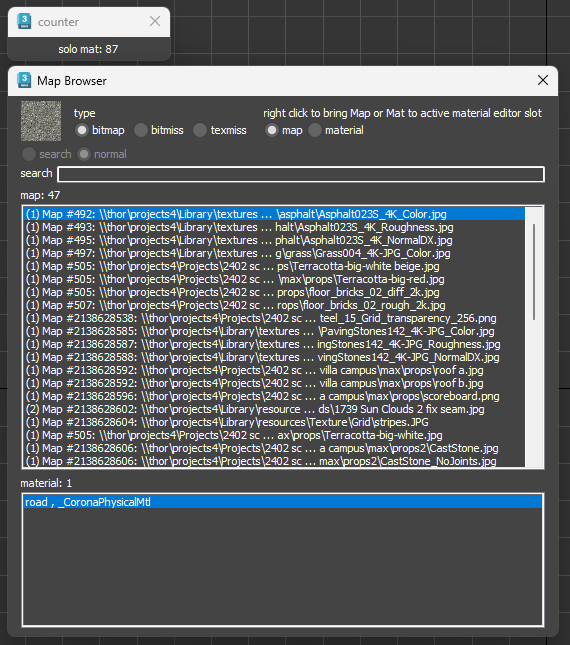 counter
solo mat: 87
Map Browser
type
right click to bring Map or Mat to active material editor slot
bitmap bitmiss texmiss map material
search normal
search
map: 47
(1) Map #492: \\thor\projects4\Library\textures ... \asphalt\Asphalt023S_4K_Color.jpg
(1) Map #493: \\thor\projects4\Library\textures ... halt\Asphalt023S_4K_Roughness.jpg
(1) Map #495: \\thor\projects4\Library\textures ... phalt\Asphalt023S_4K_NormalDX.jpg
(1) Map #497: \\thor\projects4\Library\textures ... g\grass\Grass004_4K-JPG_Color.jpg
(1) Map #505: \\thor\projects4\Projects\2402 sc ... ps\Terracotta-big-white beige.jpg
(1) Map #505: \\thor\projects4\Projects\2402 sc ... \max\props\Terracotta-big-red.jpg
(1) Map #505: \\thor\projects4\Projects\2402 sc ... props\floor_bricks_02_diff_2k.jpg
(1) Map #507: \\thor\projects4\Projects\2402 sc ... rops\floor_bricks_02_rough_2k.jpg
(1) Map #2138628538: \\thor\projects4\Projects\2402 sc ... teel_15_Grid_transparency_256.png
(1) Map #2138628585: \\thor\projects4\Library\textures ... \PavingStones142_4K-JPG_Color.jpg
(1) Map #2138628587: \\thor\projects4\Library\textures ... ingStones142_4K-JPG_Roughness.jpg
(1) Map #2138628588: \\thor\projects4\Library\textures ... vingStones142_4K-JPG_NormalDX.jpg
(1) Map #2138628592: \\thor\projects4\Projects\2402 sc ... villa campus\max\props\roof a.jpg
(1) Map #2138628592: \\thor\projects4\Projects\2402 sc ... villa campus\max\props\roof b.jpg
(1) Map #2138628596: \\thor\projects4\Projects\2402 sc ... a campus\max\props\scoreboard.png
(2) Map #2138628602: \\thor\projects4\Library\resource ... ds\1739 Sun Clouds 2 fix seam.jpg
(1) Map #2138628604: \\thor\projects4\Library\resources\Texture\Grid\stripes.JPG
(1) Map #505: \\thor\projects4\Projects\2402 sc ... ax\props\Terracotta-big-white.jpg
(1) Map #2138628606: \\thor\projects4\Projects\2402 sc ... a campus\max\props2\CastStone.jpg
(1) Map #2138628606: \\thor\projects4\Projects\2402 sc ... max\props2\CastStone_NoJoints.jpg
material: 1
road , _CoronaPhysicalMtl